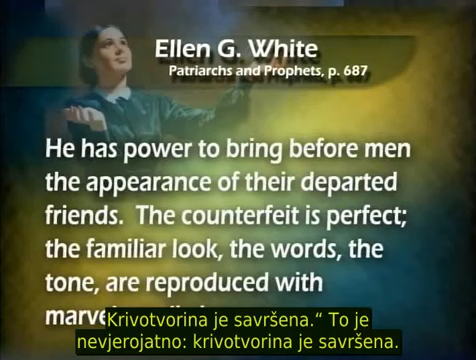 Ellen G. White
Patriarchs and Prophets, p. 687
He has power to bring before men
the appearance of their departed
friends. The counterfeit is perfect;
the familiar look, the words, the
tone, are reproduced with
Krivotvorina je savršena.“ To je
nevjerojatno: krivotvorina je savršena.